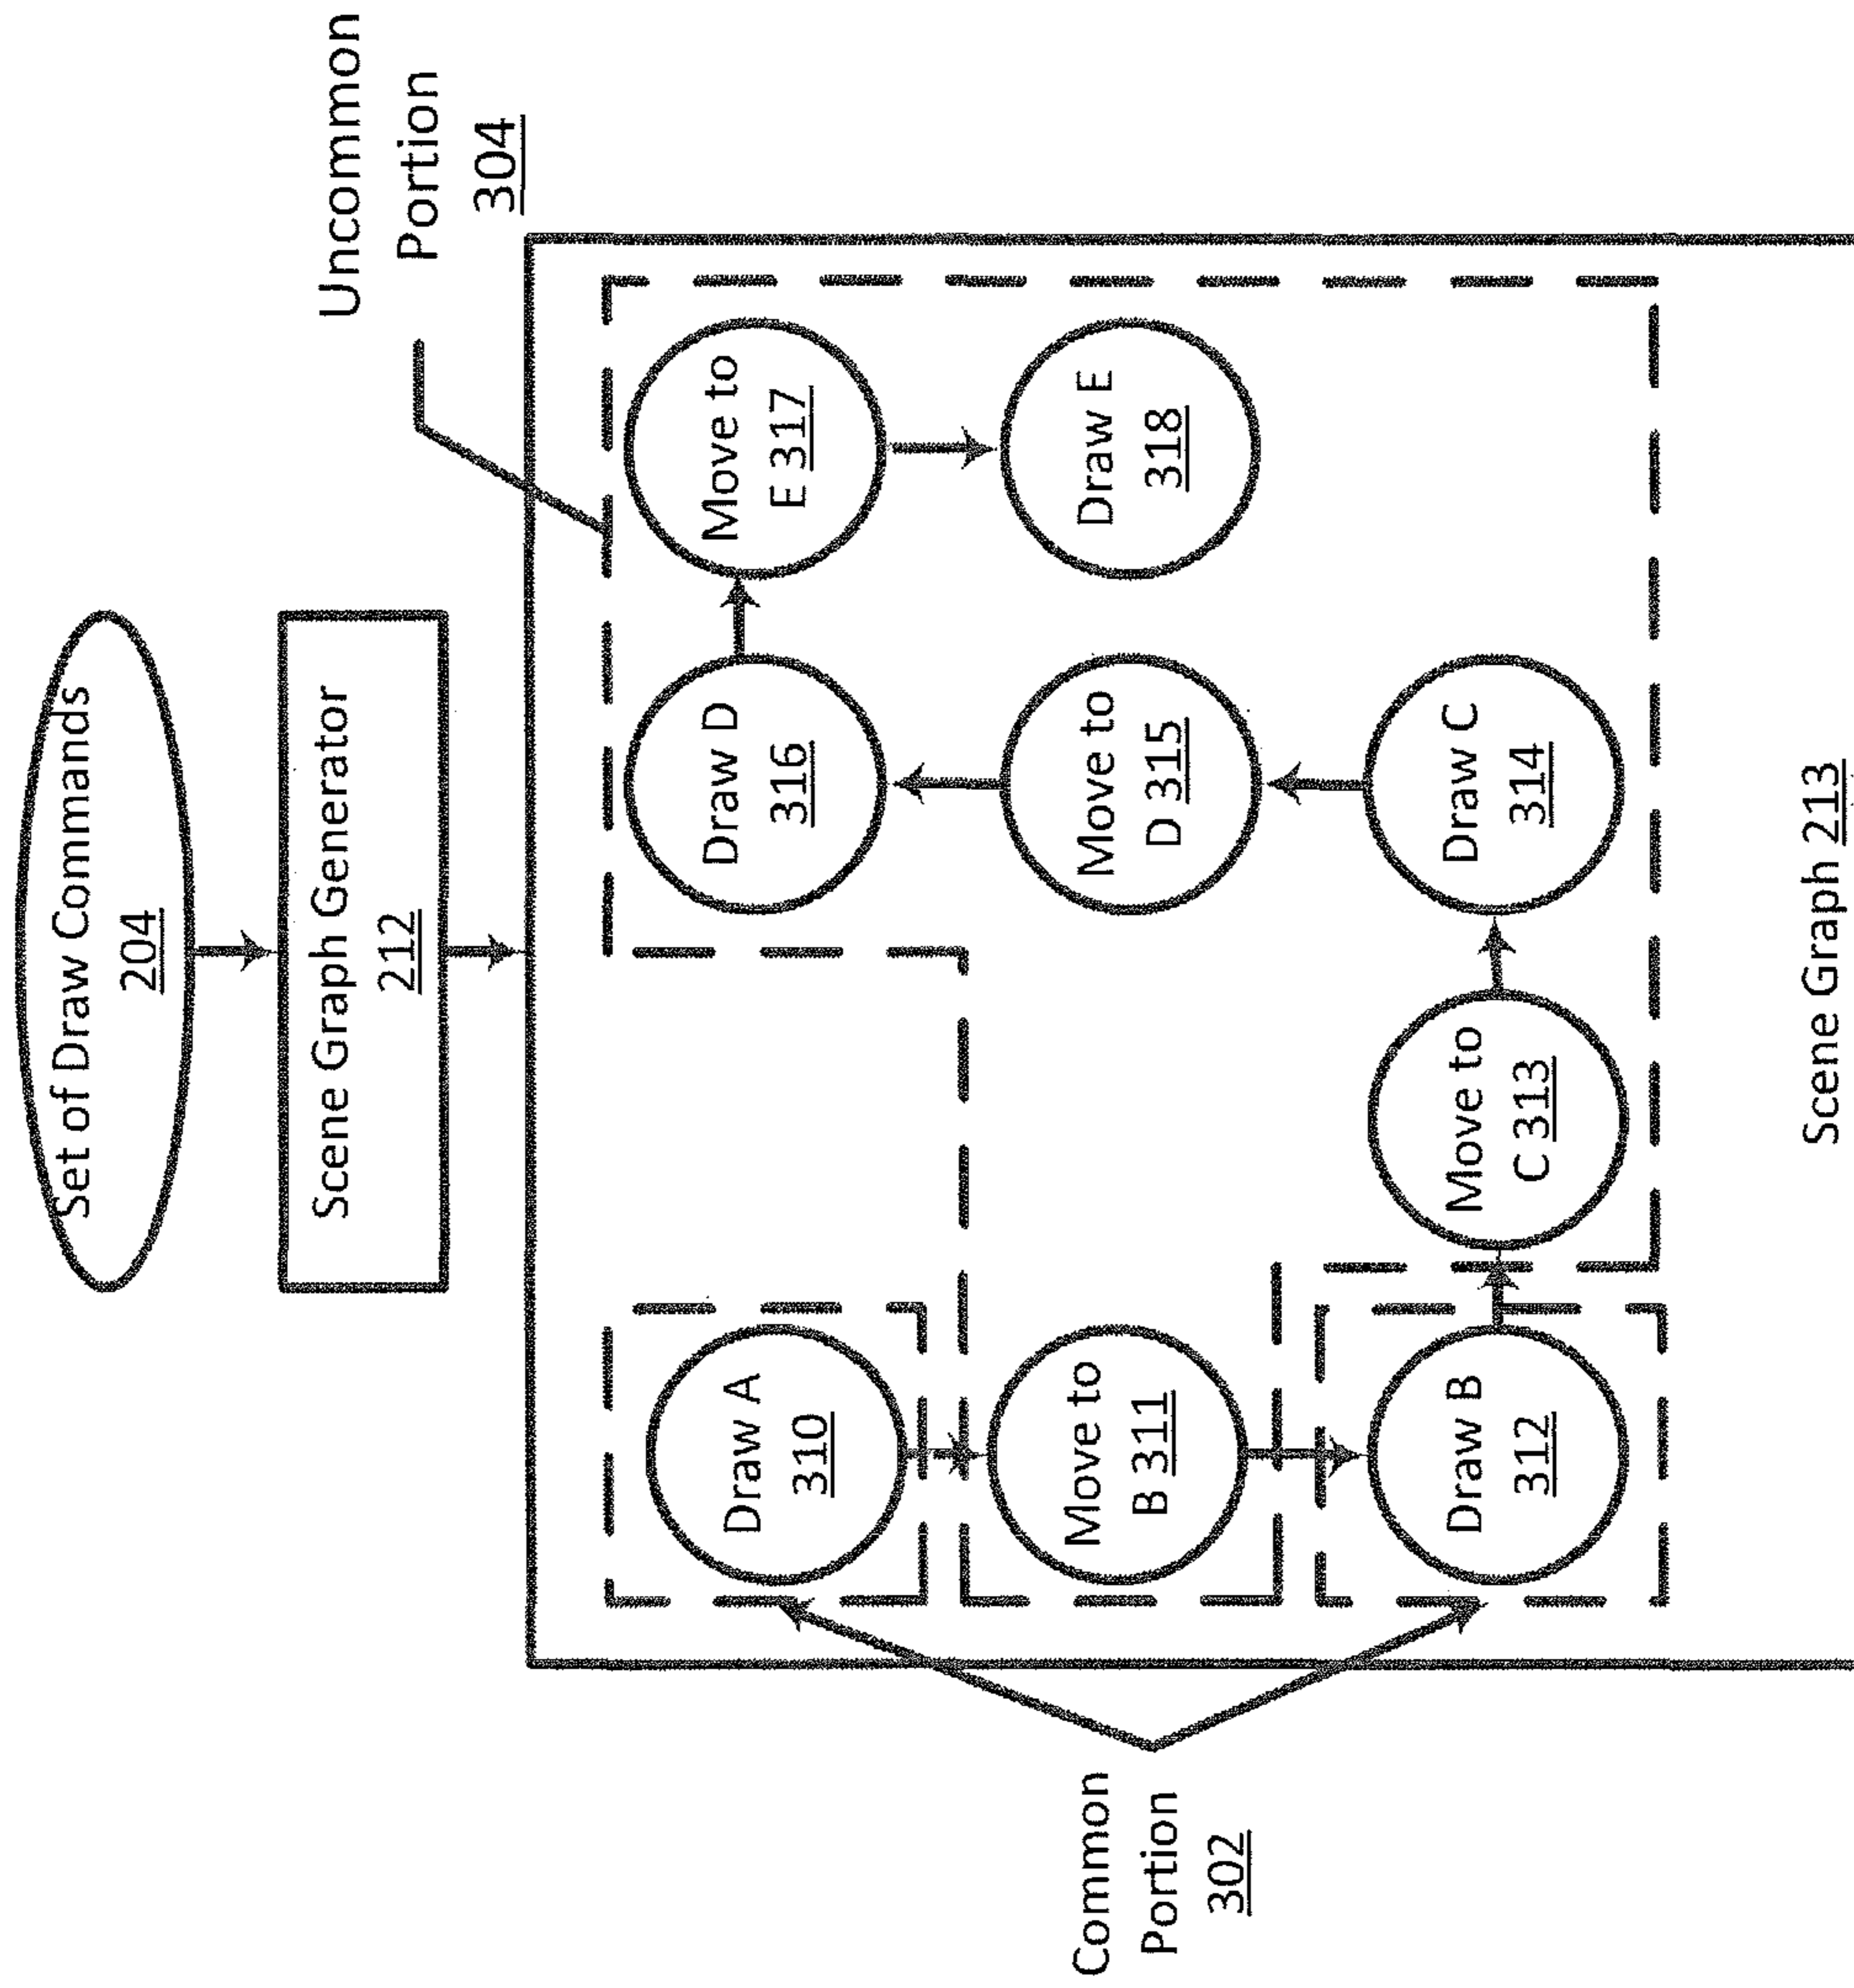 Set of Draw Commands
204
Scene Graph Generator
212
Uncommon
Portion
304
Common
Portion
302
Draw A
310
Move to
B 311
Draw B
312
Move to
C 313
Draw C
314
Move to
D 315
Draw D
316
Move to
E 317
Draw E
318
Scene Graph 213